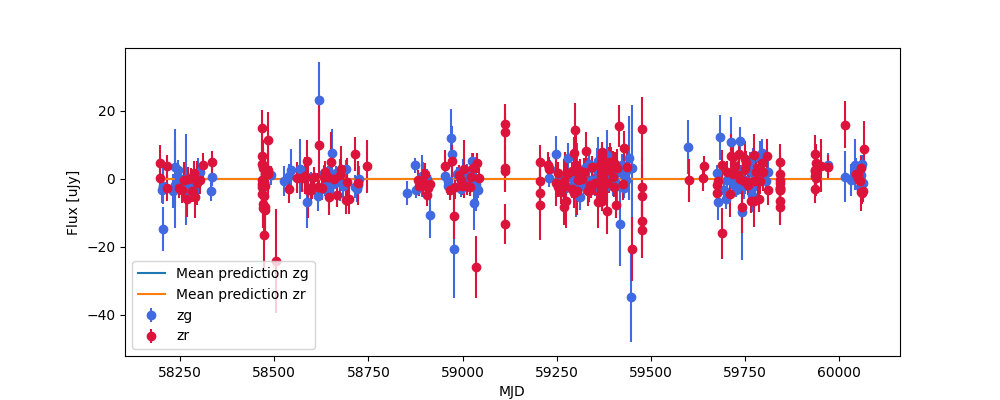 20
0
−20
−40
Flux [uJy]
Mean prediction zg
Mean prediction zr
zg
zr
58250 58500 58750 59000 59250 59500 59750 60000
MJD